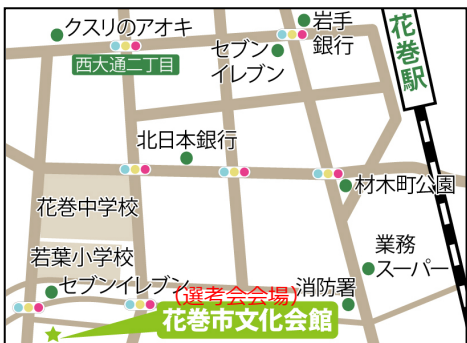 クスリのアオキ
岩手
銀行
セブン
イレブン
花巻駅
西大通二丁目
北日本銀行
材木町公園
花巻中学校
若葉小学校
業務
スーパー
セブンイレブン
(選考会会場)
消防署
花巻市文化会館